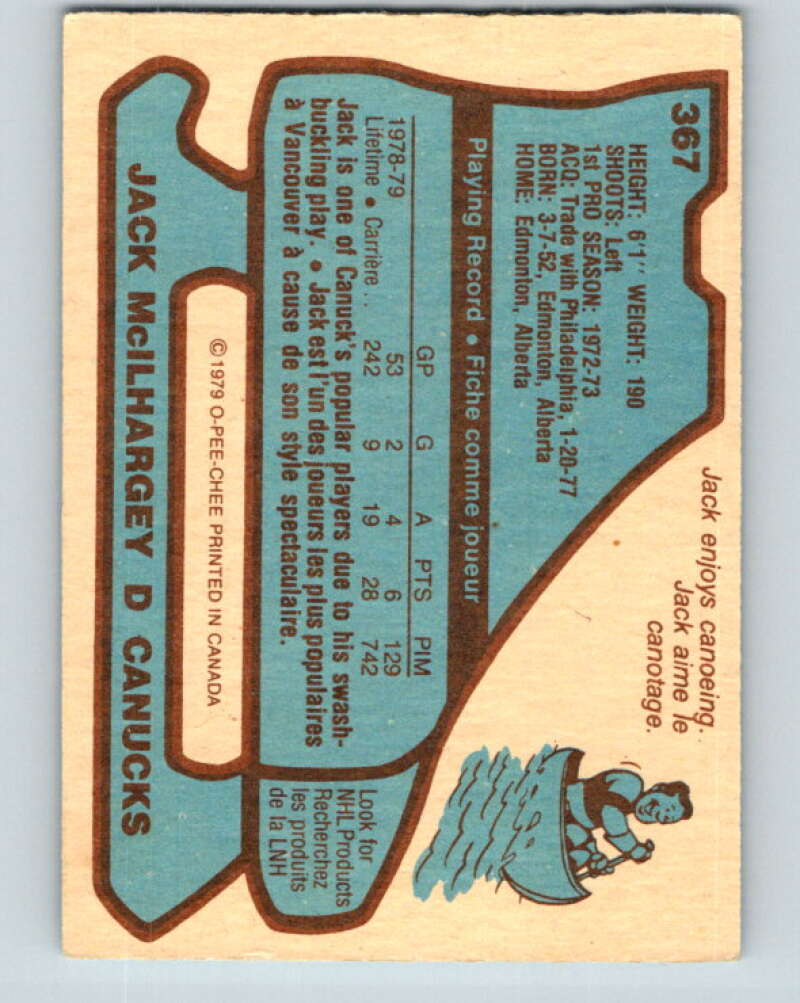 367
HEIGHT: 6'1" WEIGHT: 190
SHOOTS: Left
1st PRO SEASON: 1972-73
ACQ: Trade with Philadelphia, 1-20-77
BORN: 3-7-52, Edmonton, Alberta
HOME: Edmonton, Alberta
Jack enjoys canoeing..
Jack aime le
canotage.
Playing Record • Fiche comme joueur
GP G A PTS PIM
1978-79 53 2 4 6 129
Lifetime • Carrière .. 242 9 19 28 742
Jack is one of Canuck's popular players due to his swash-
buckling play. • Jack est l'un des joueurs les plus populaires
à Vancouver à cause de son style spectaculaire.
Look for
NHL Products
Recherchez
les produits
de la LNH
©1979 O-PEE-CHEE PRINTED IN CANADA
JACK McILHARGEY D CANUCKS